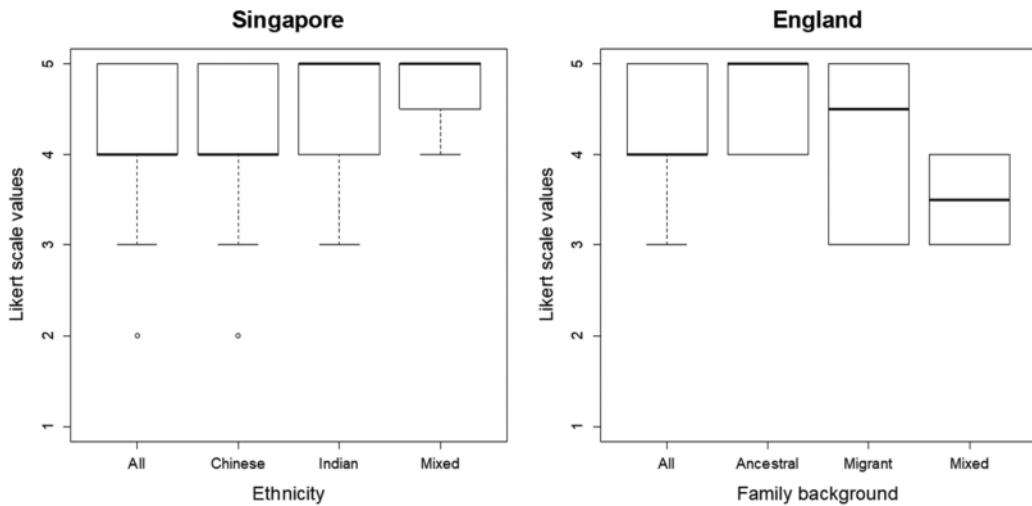 Singapore
Likert scale values
5
4
3
2
1
All Chinese Indian Mixed
Ethnicity
England
Likert scale values
5
4
3
2
1
All Ancestral Migrant Mixed
Family background